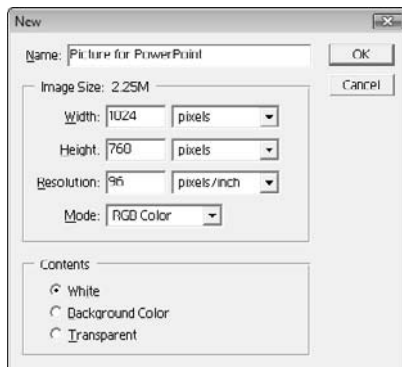 New
Name: Picture for PowerPoint
OK
Cancel
Image Size: 2.25M
Width: 1024 pixels
Height: 768 pixels
Resolution: 96 pixels/inch
Mode: RGB Color
Contents
White
Background Color
Transparent